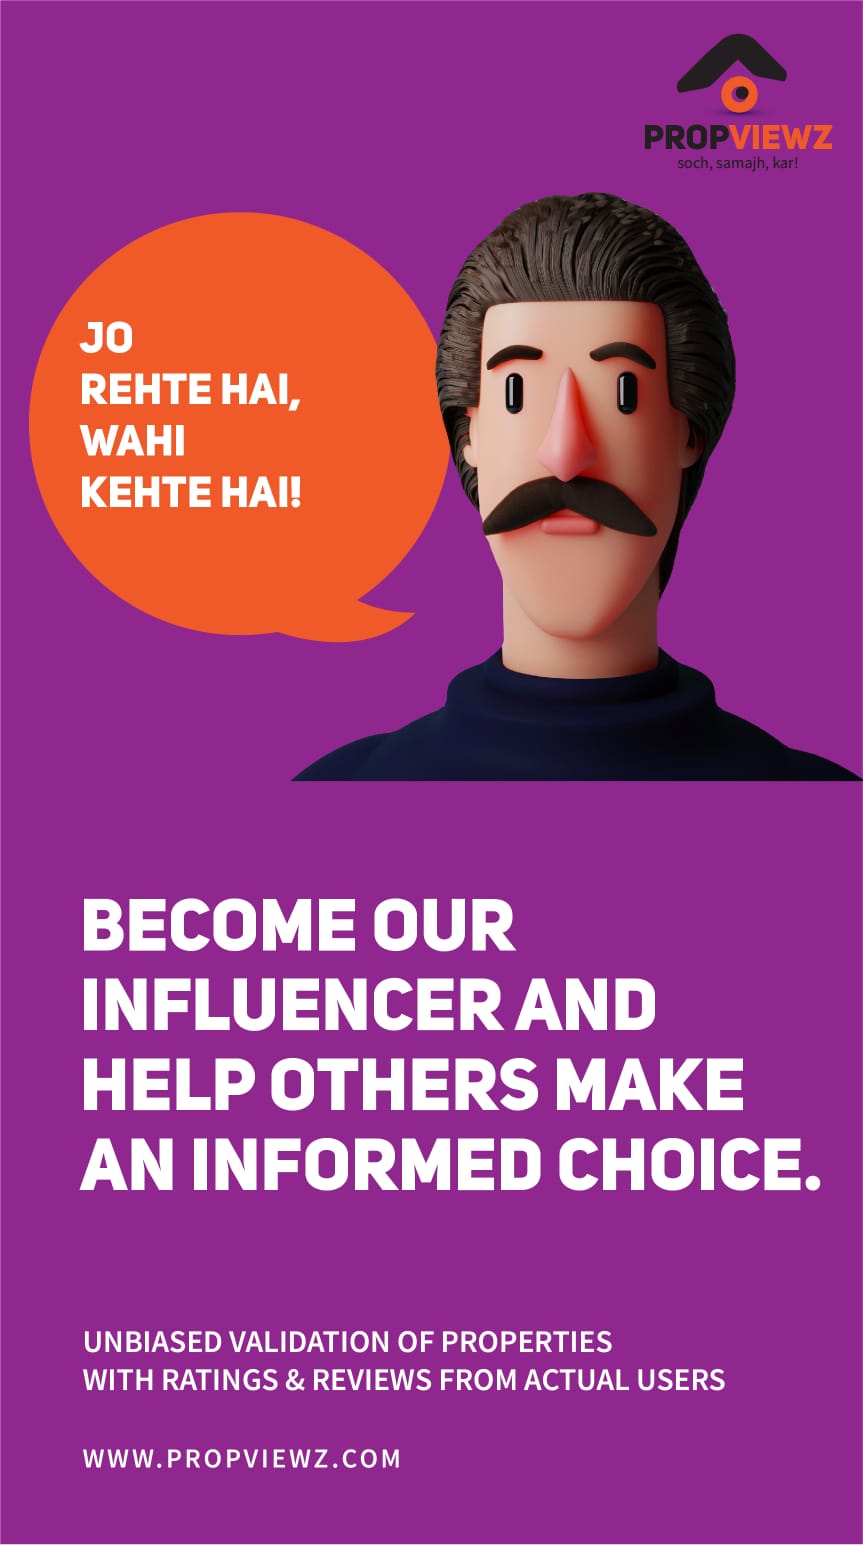 PROPVIEWZ
soch, samajh, kar!
JO
REHTE HAI,
WAHI
KEHTE HAI!
BECOME OUR
INFLUENCER AND
HELP OTHERS MAKE
AN INFORMED CHOICE.
UNBIASED VALIDATION OF PROPERTIES
WITH RATINGS & REVIEWS FROM ACTUAL USERS
WWW.PROPVIEWZ.COM